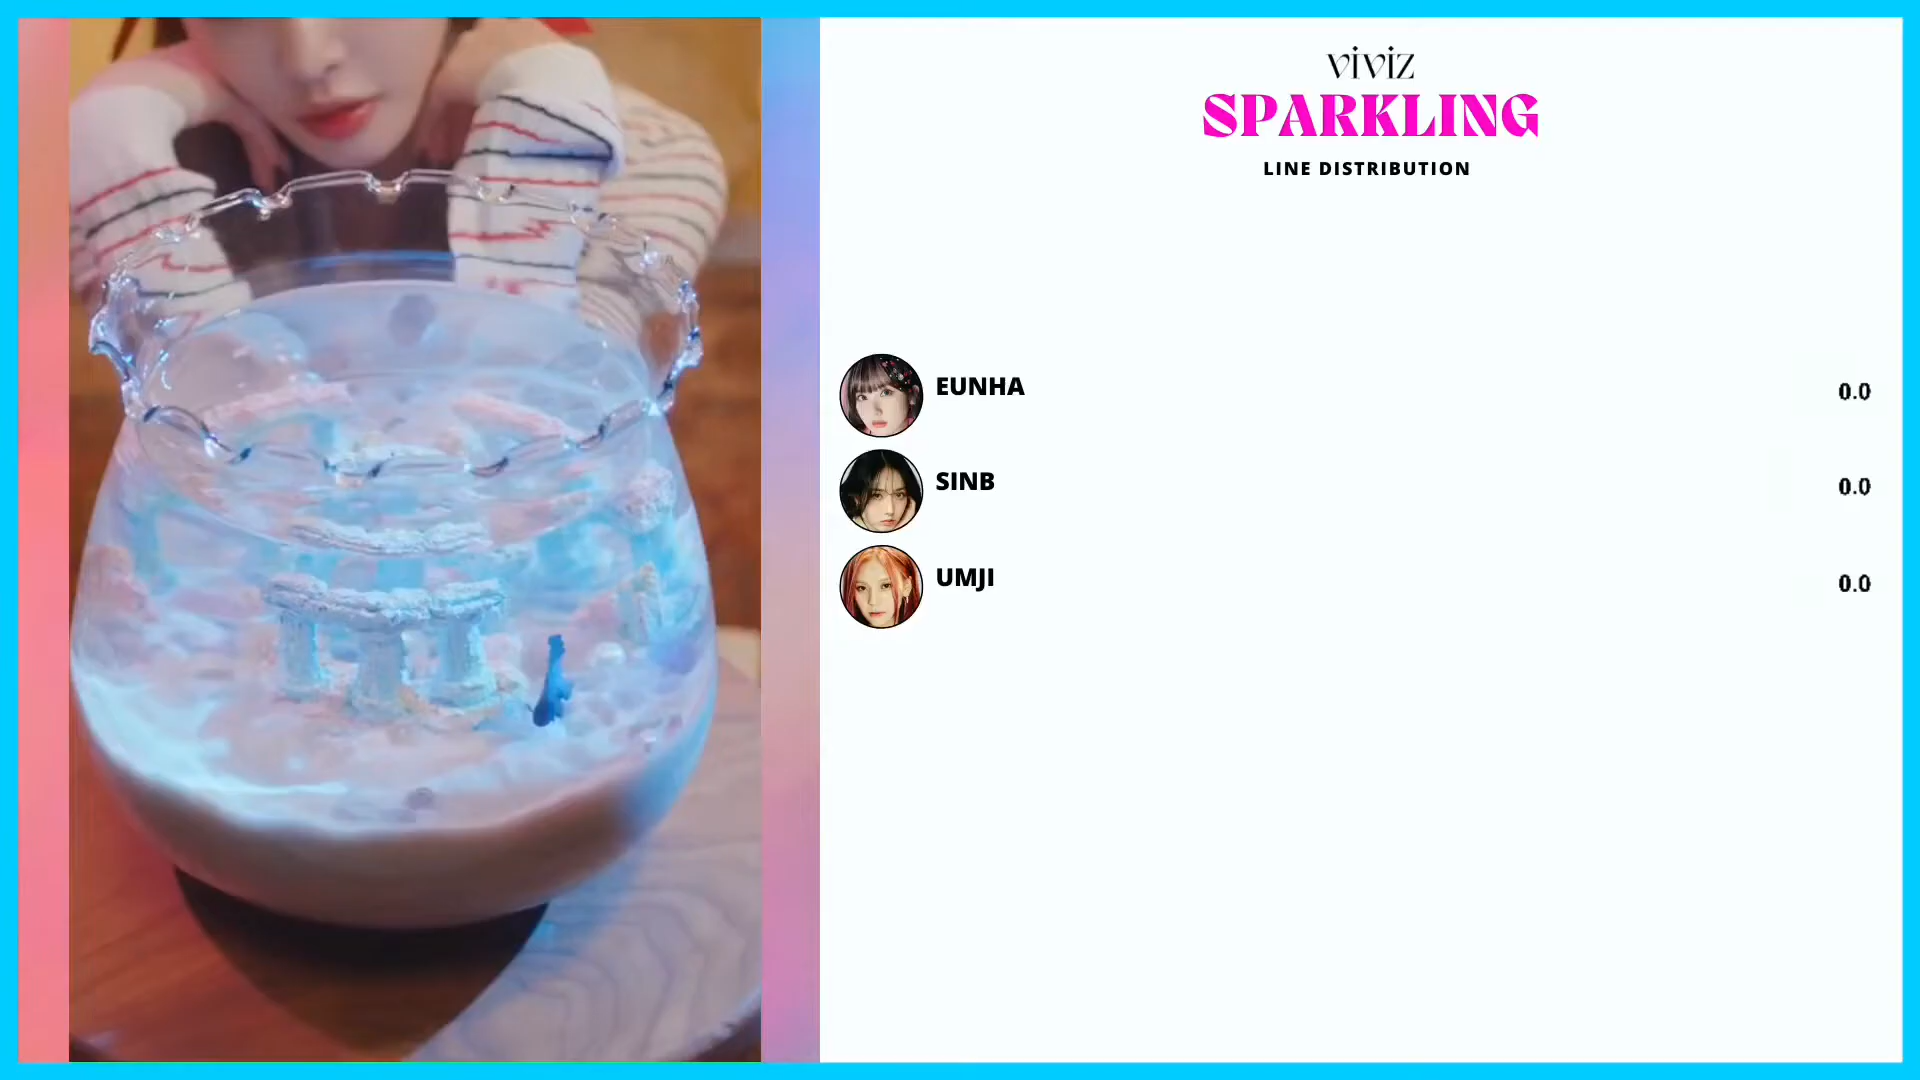 viviz
SPARKLING
LINE DISTRIBUTION
EUNHA 0.0
SINB 0.0
UMJI 0.0